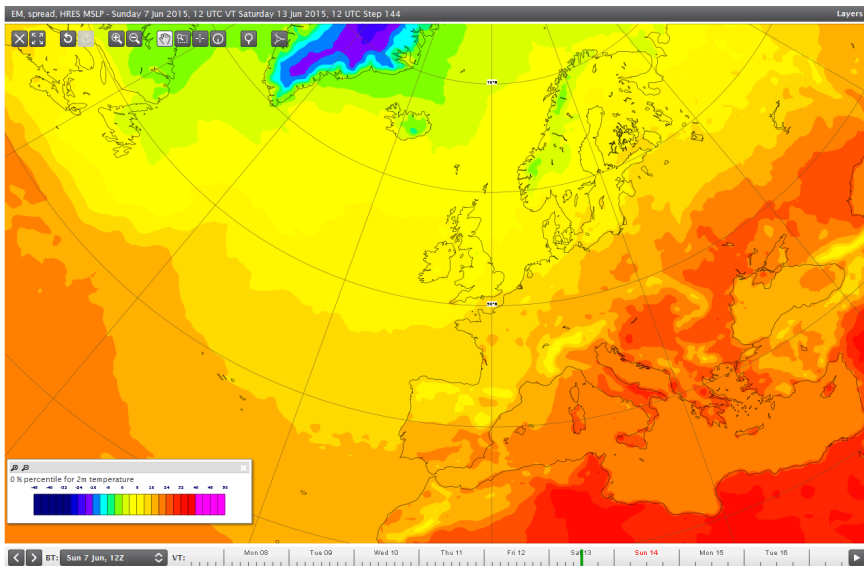 EM, spread, HRES MSLP - Sunday 7 Jun 2015, 12 UTC VT Saturday 13 Jun 2015, 12 UTC Step 144
Layers
70°N
50°N
0 % percentile for 2m temperature
-48 -40 -32 -24 -16 -8 0 8 16 24 32 40 48 56
BT: Sun 7 Jun, 12Z VT: Mon 08 Tue 09 Wed 10 Thu 11 Fri 12 Sat 13 Sun 14 Mon 15 Tue 16